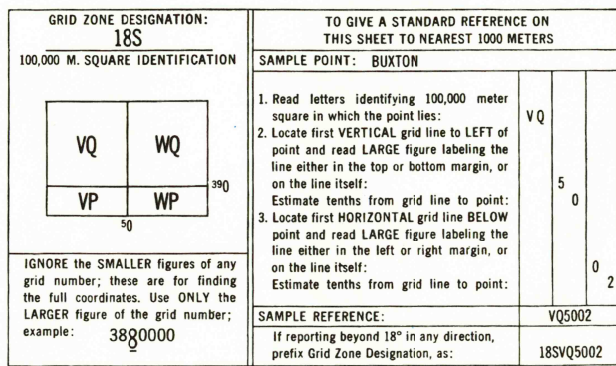 GRID ZONE DESIGNATION:
18S
100,000 M. SQUARE IDENTIFICATION
VQ WQ
VP WP
390
50
IGNORE the SMALLER figures of any
grid number; these are for finding
the full coordinates. Use ONLY the
LARGER figure of the grid number;
example: 3880000
TO GIVE A STANDARD REFERENCE ON
THIS SHEET TO NEAREST 1000 METERS
SAMPLE POINT: BUXTON
1. Read letters identifying 100,000 meter
square in which the point lies: VQ
2. Locate first VERTICAL grid line to LEFT of
point and read LARGE figure labeling the
line either in the top or bottom margin, or
on the line itself: 5
Estimate tenths from grid line to point: 0
3. Locate first HORIZONTAL grid line BELOW
point and read LARGE figure labeling the
line either in the left or right margin, or
on the line itself: 0
Estimate tenths from grid line to point: 2
SAMPLE REFERENCE: VQ5002
If reporting beyond 18° in any direction,
prefix Grid Zone Designation, as: 18SVQ5002